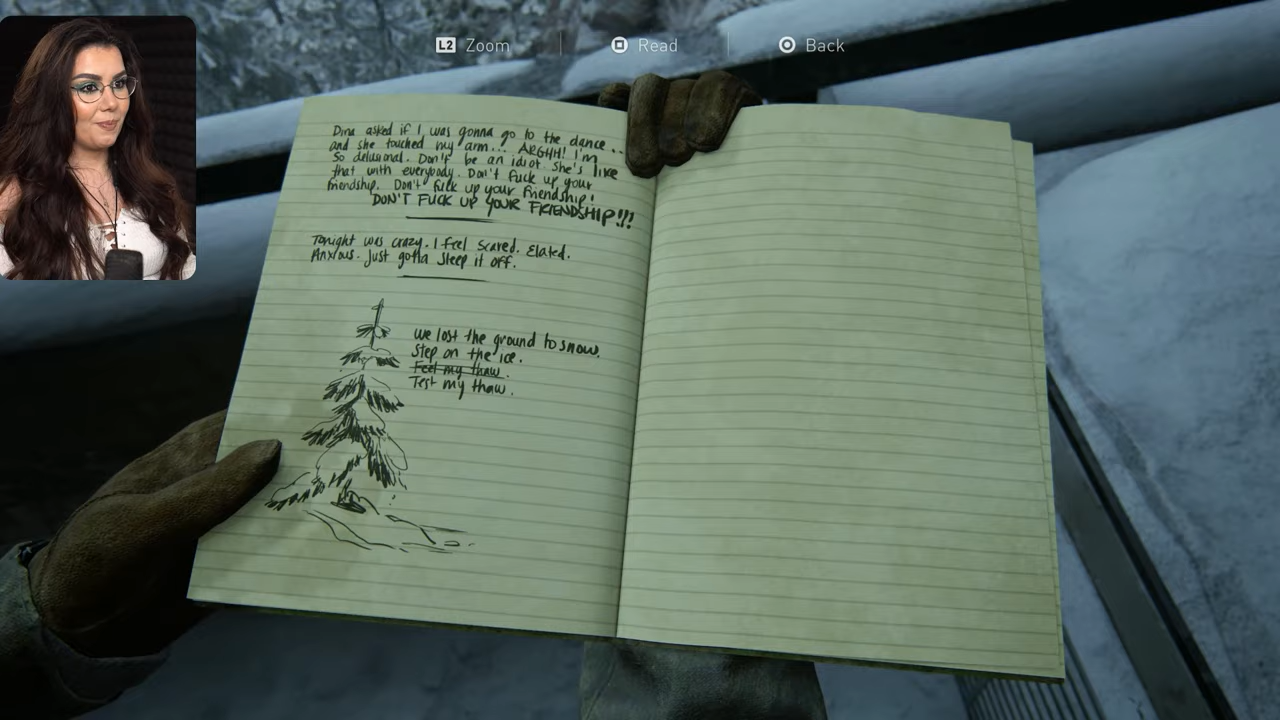 L2 Zoom
Read
Back
Dina asked if I was gonna go to the dance...
and she touched my arm... ARGHH! I'm
so delusional. Don't be an idiot. She's like
that with everybody. Don't fuck up your
friendship. Don't fuck up your friendship!
DON'T FUCK UP YOUR FRIENDSHIP!!!
Tonight was crazy. I feel scared. Elated.
Anxious. Just gotta sleep it off.
We lost the ground to snow.
Step on the ice.
Feel my thaw.
Test my thaw.